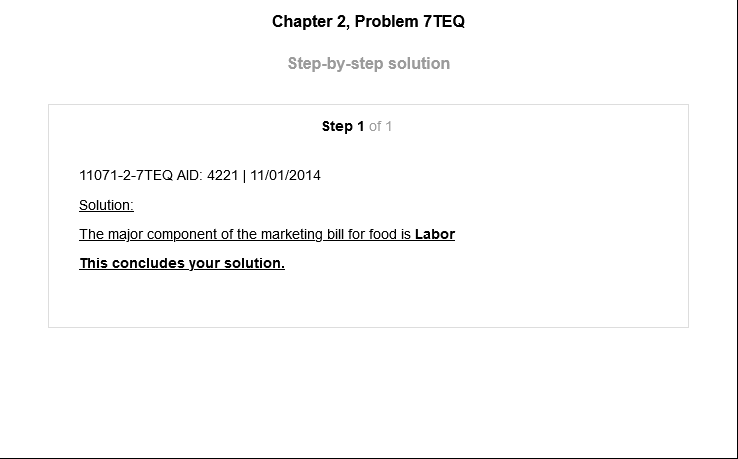 Chapter 2, Problem 7TEQ
Step-by-step solution
Step 1 of 1
11071-2-7TEQ AID: 4221 | 11/01/2014
Solution:
The major component of the marketing bill for food is Labor
This concludes your solution.